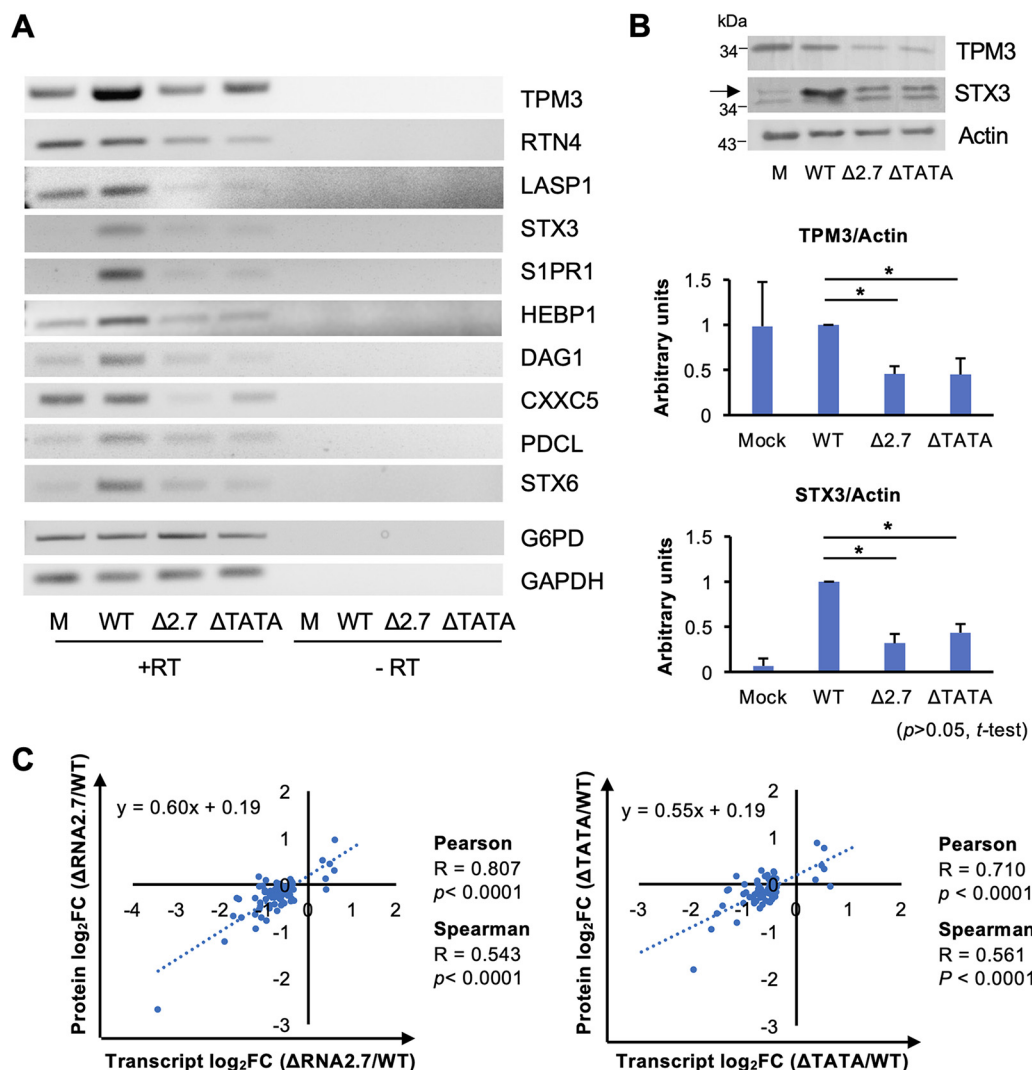 A
TPM3
RTN4
LASP1
STX3
S1PR1
HEBP1
DAG1
CXXC5
PDCL
STX6
G6PD
GAPDH
M WT Δ2.7 ΔTATA M WT Δ2.7 ΔTATA
+RT - RT
B
kDa
34 TPM3
34 STX3
43 Actin
M WT Δ2.7 ΔTATA
TPM3/Actin
Arbitrary units
1.5
1
0.5
0
* *
Mock WT Δ2.7 ΔTATA
STX3/Actin
Arbitrary units
1.5
1
0.5
0
* *
Mock WT Δ2.7 ΔTATA
(p>0.05, t-test)
C
Protein log₂FC (ΔRNA2.7/WT)
y = 0.60x + 0.19
2
1
0
-1
-2
-3
-4 -3 -2 -1 0 1 2
Transcript log₂FC (ΔRNA2.7/WT)
Pearson
R = 0.807
p< 0.0001
Spearman
R = 0.543
p< 0.0001
Protein log₂FC (ΔTATA/WT)
y = 0.55x + 0.19
2
1
0
-1
-2
-3
-3 -2 -1 0 1 2
Transcript log₂FC (ΔTATA/WT)
Pearson
R = 0.710
p < 0.0001
Spearman
R = 0.561
P < 0.0001